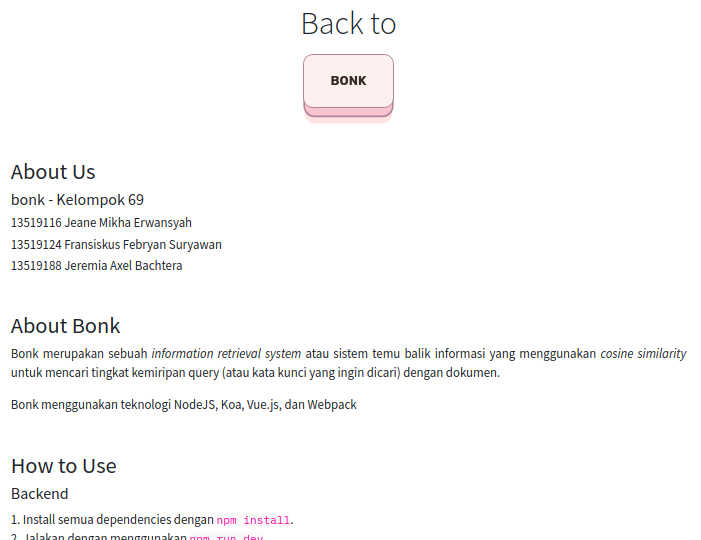 Back to
BONK
About Us
bonk - Kelompok 69
13519116 Jeane Mikha Erwansyah
13519124 Fransiskus Febryan Suryawan
13519188 Jeremia Axel Bachtera
About Bonk
Bonk merupakan sebuah information retrieval system atau sistem temu balik informasi yang menggunakan cosine similarity
untuk mencari tingkat kemiripan query (atau kata kunci yang ingin dicari) dengan dokumen.
Bonk menggunakan teknologi NodeJS, Koa, Vue.js, dan Webpack
How to Use
Backend
1. Install semua dependencies dengan npm install.
2. Jalakan dengan menggunakan npm run dev